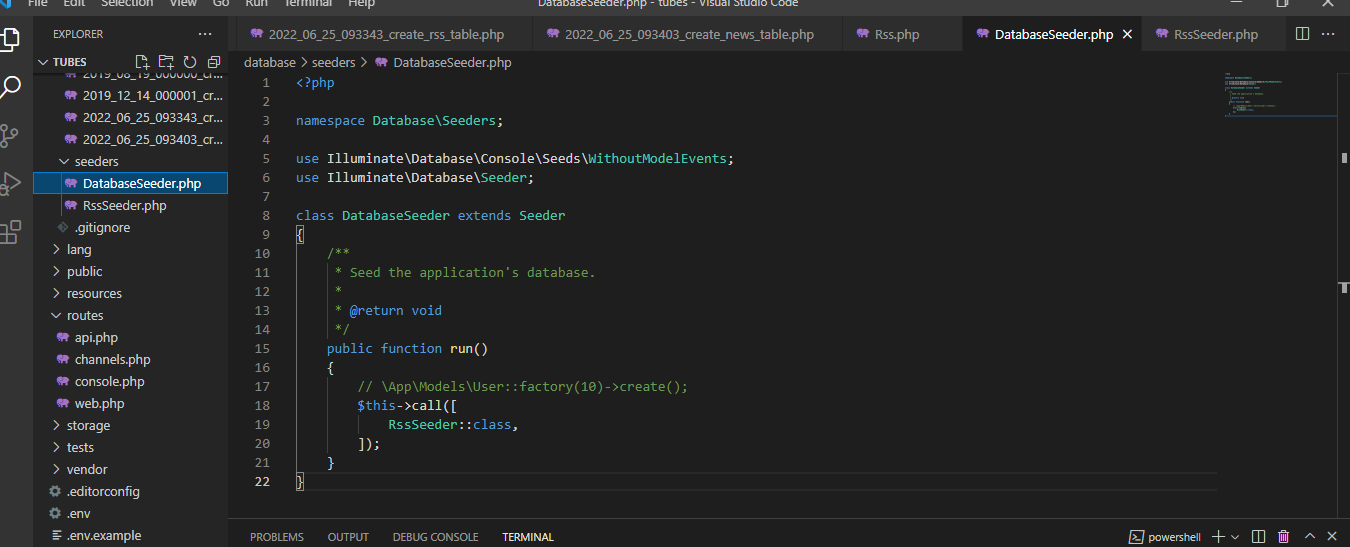 File Edit Selection View Go Run Terminal Help DatabaseSeeder.php - tubes - Visual Studio Code
EXPLORER
2022_06_25_093343_create_rss_table.php 2022_06_25_093403_create_news_table.php Rss.php DatabaseSeeder.php RssSeeder.php
TUBES
2019_08_19_000000_cr...
2019_12_14_000001_cr...
2022_06_25_093343_cr...
2022_06_25_093403_cr...
seeders
DatabaseSeeder.php
RssSeeder.php
.gitignore
lang
public
resources
routes
api.php
channels.php
console.php
web.php
storage
tests
vendor
.editorconfig
.env
.env.example
database > seeders > DatabaseSeeder.php
1 <?php
2
3 namespace Database\Seeders;
4
5 use Illuminate\Database\Console\Seeds\WithoutModelEvents;
6 use Illuminate\Database\Seeder;
7
8 class DatabaseSeeder extends Seeder
9 {
10 /**
11 * Seed the application's database.
12 *
13 * @return void
14 */
15 public function run()
16 {
17 // \App\Models\User::factory(10)->create();
18 $this->call([
19 RssSeeder::class,
20 ]);
21 }
22 }
PROBLEMS OUTPUT DEBUG CONSOLE TERMINAL powershell